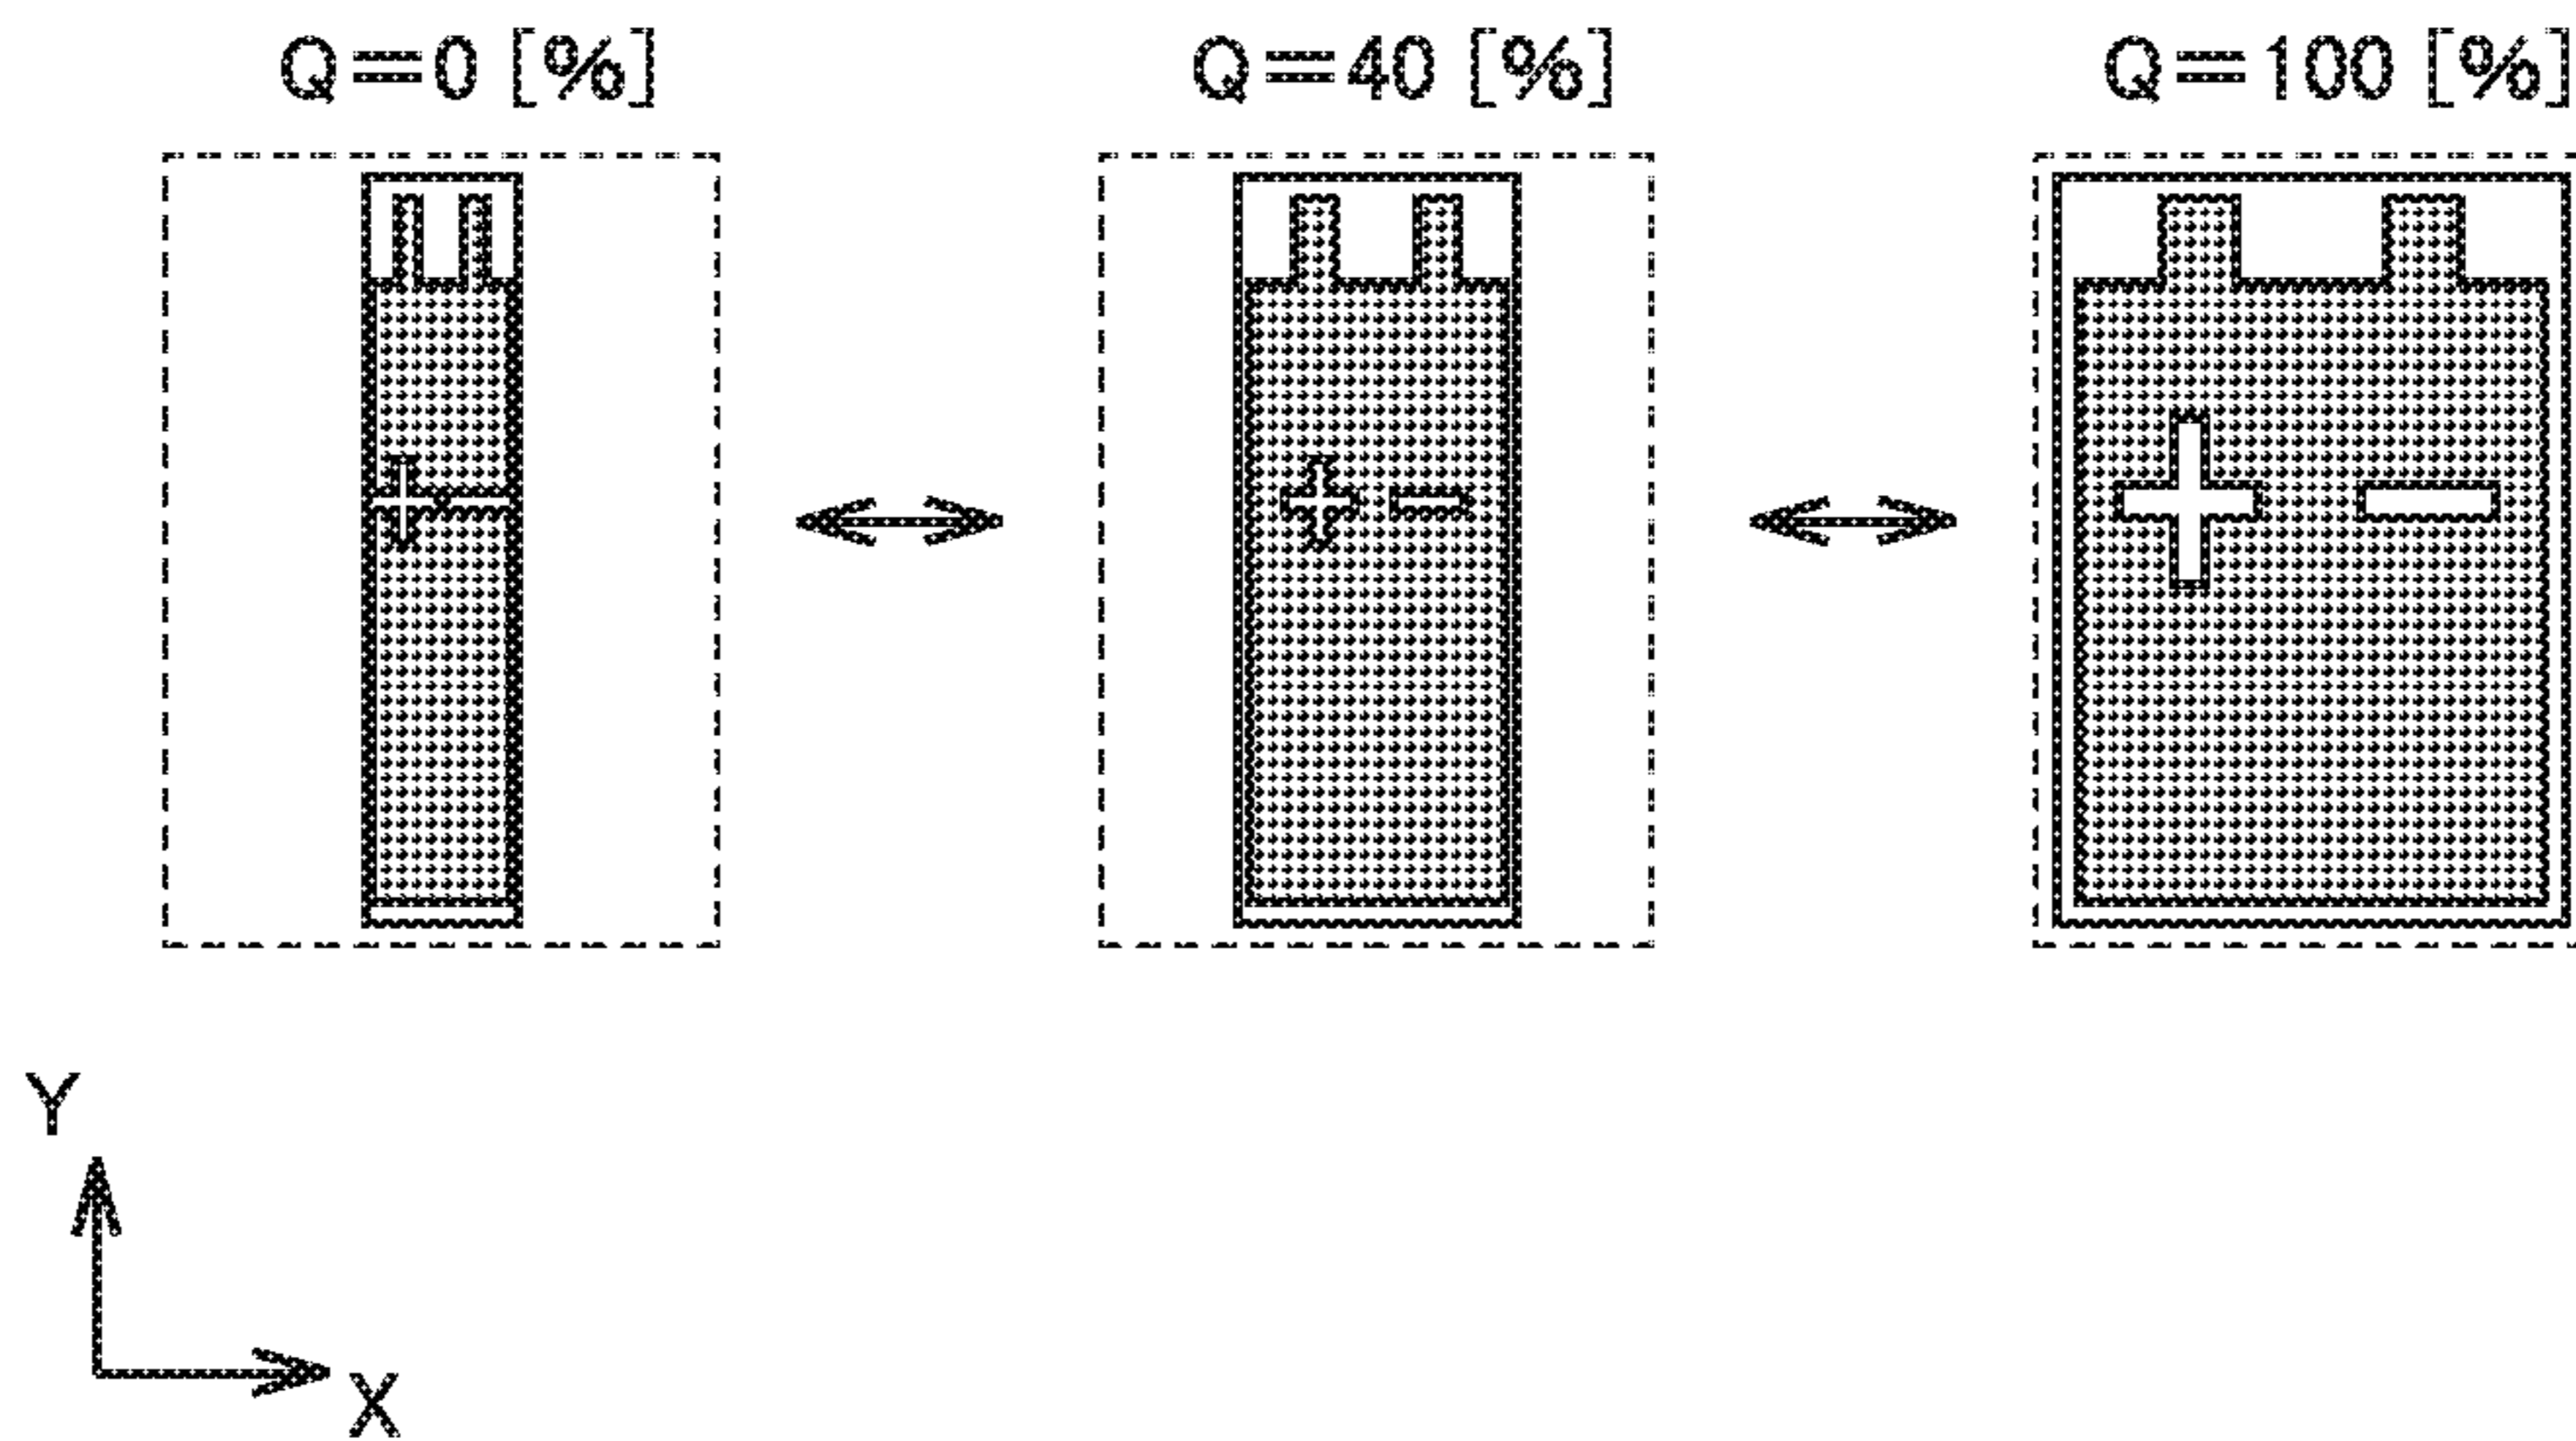 Q=0 [%] Q=40 [%] Q=100 [%]
+ - + - + -
Y
X